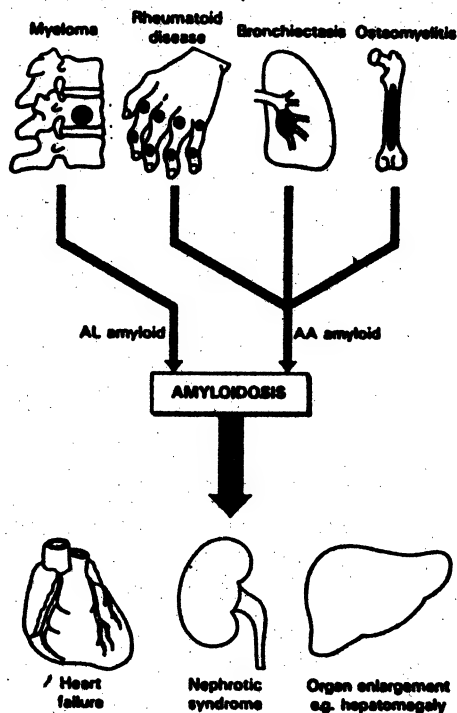 Myeloma
Rheumatoid
disease
Bronchiectasis
Osteomyelitis
AL amyloid
AA amyloid
AMYLOIDOSIS
Heart
failure
Nephrotic
syndrome
Organ enlargement
e.g. hepatomegaly